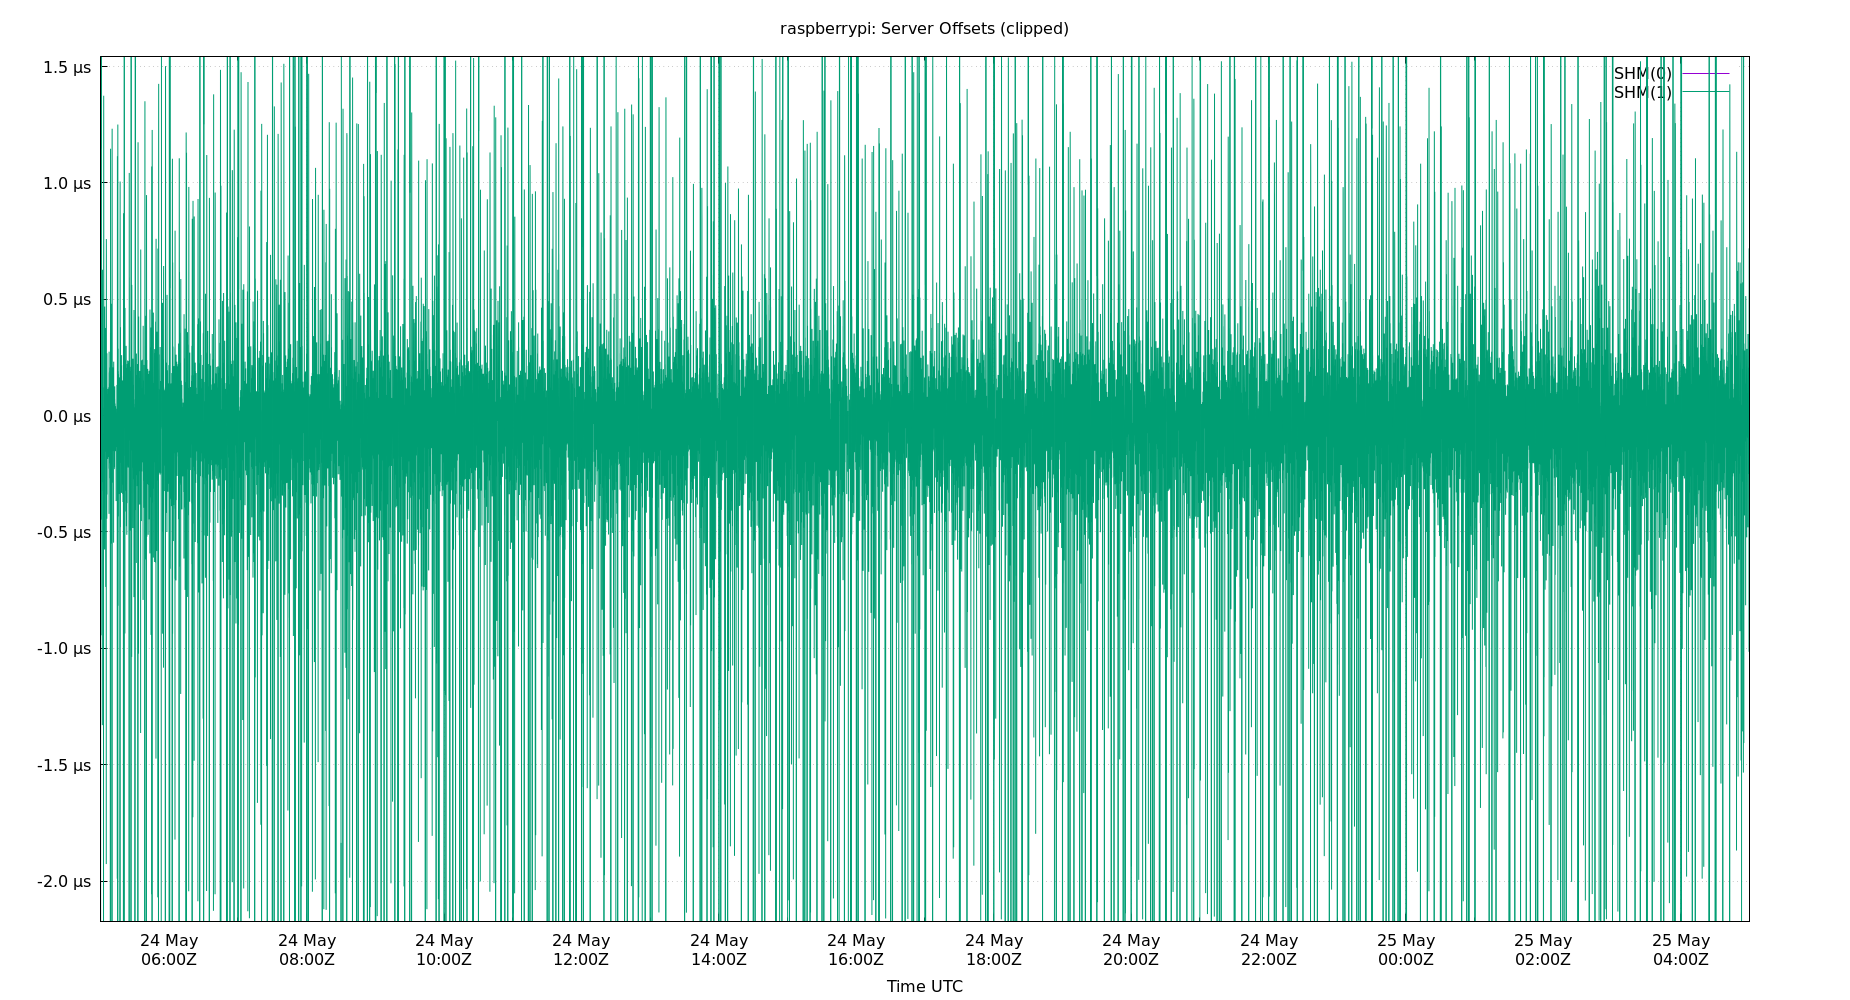 raspberrypi: Server Offsets (clipped)
1.5 µs
1.0 µs
0.5 µs
0.0 µs
-0.5 µs
-1.0 µs
-1.5 µs
-2.0 µs
SHM(0)
SHM(1)
24 May 24 May 24 May 24 May 24 May 24 May 24 May 24 May 24 May 25 May 25 May 25 May
06:00Z 08:00Z 10:00Z 12:00Z 14:00Z 16:00Z 18:00Z 20:00Z 22:00Z 00:00Z 02:00Z 04:00Z
Time UTC